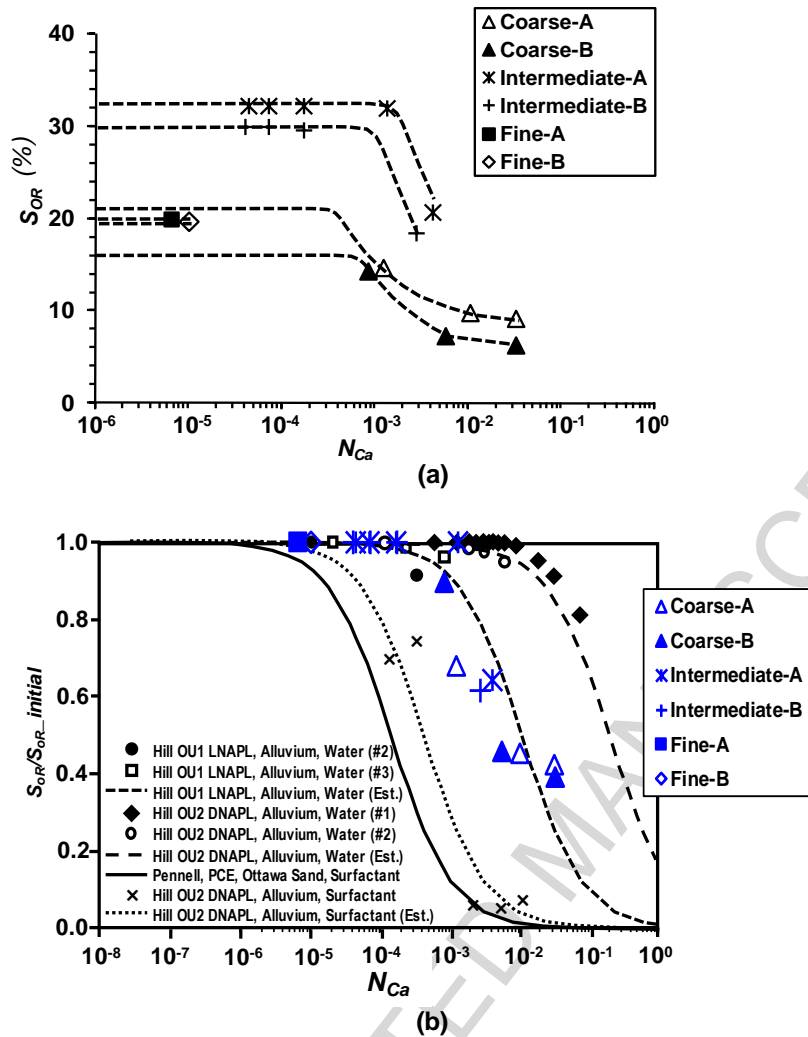 40
30
20
10
0
S_OR (%)
10^-6 10^-5 10^-4 10^-3 10^-2 10^-1 10^0
N_Ca
Coarse-A
Coarse-B
Intermediate-A
Intermediate-B
Fine-A
Fine-B
(a)
1.0
0.8
0.6
0.4
0.2
0.0
S_OR/S_OR_initial
Hill OU1 LNAPL, Alluvium, Water (#2)
Hill OU1 LNAPL, Alluvium, Water (#3)
Hill OU1 LNAPL, Alluvium, Water (Est.)
Hill OU2 DNAPL, Alluvium, Water (#1)
Hill OU2 DNAPL, Alluvium, Water (#2)
Hill OU2 DNAPL, Alluvium, Water (Est.)
Pennell, PCE, Ottawa Sand, Surfactant
Hill OU2 DNAPL, Alluvium, Surfactant
Hill OU2 DNAPL, Alluvium, Surfactant (Est.)
10^-8 10^-7 10^-6 10^-5 10^-4 10^-3 10^-2 10^-1 10^0
N_Ca
Coarse-A
Coarse-B
Intermediate-A
Intermediate-B
Fine-A
Fine-B
(b)